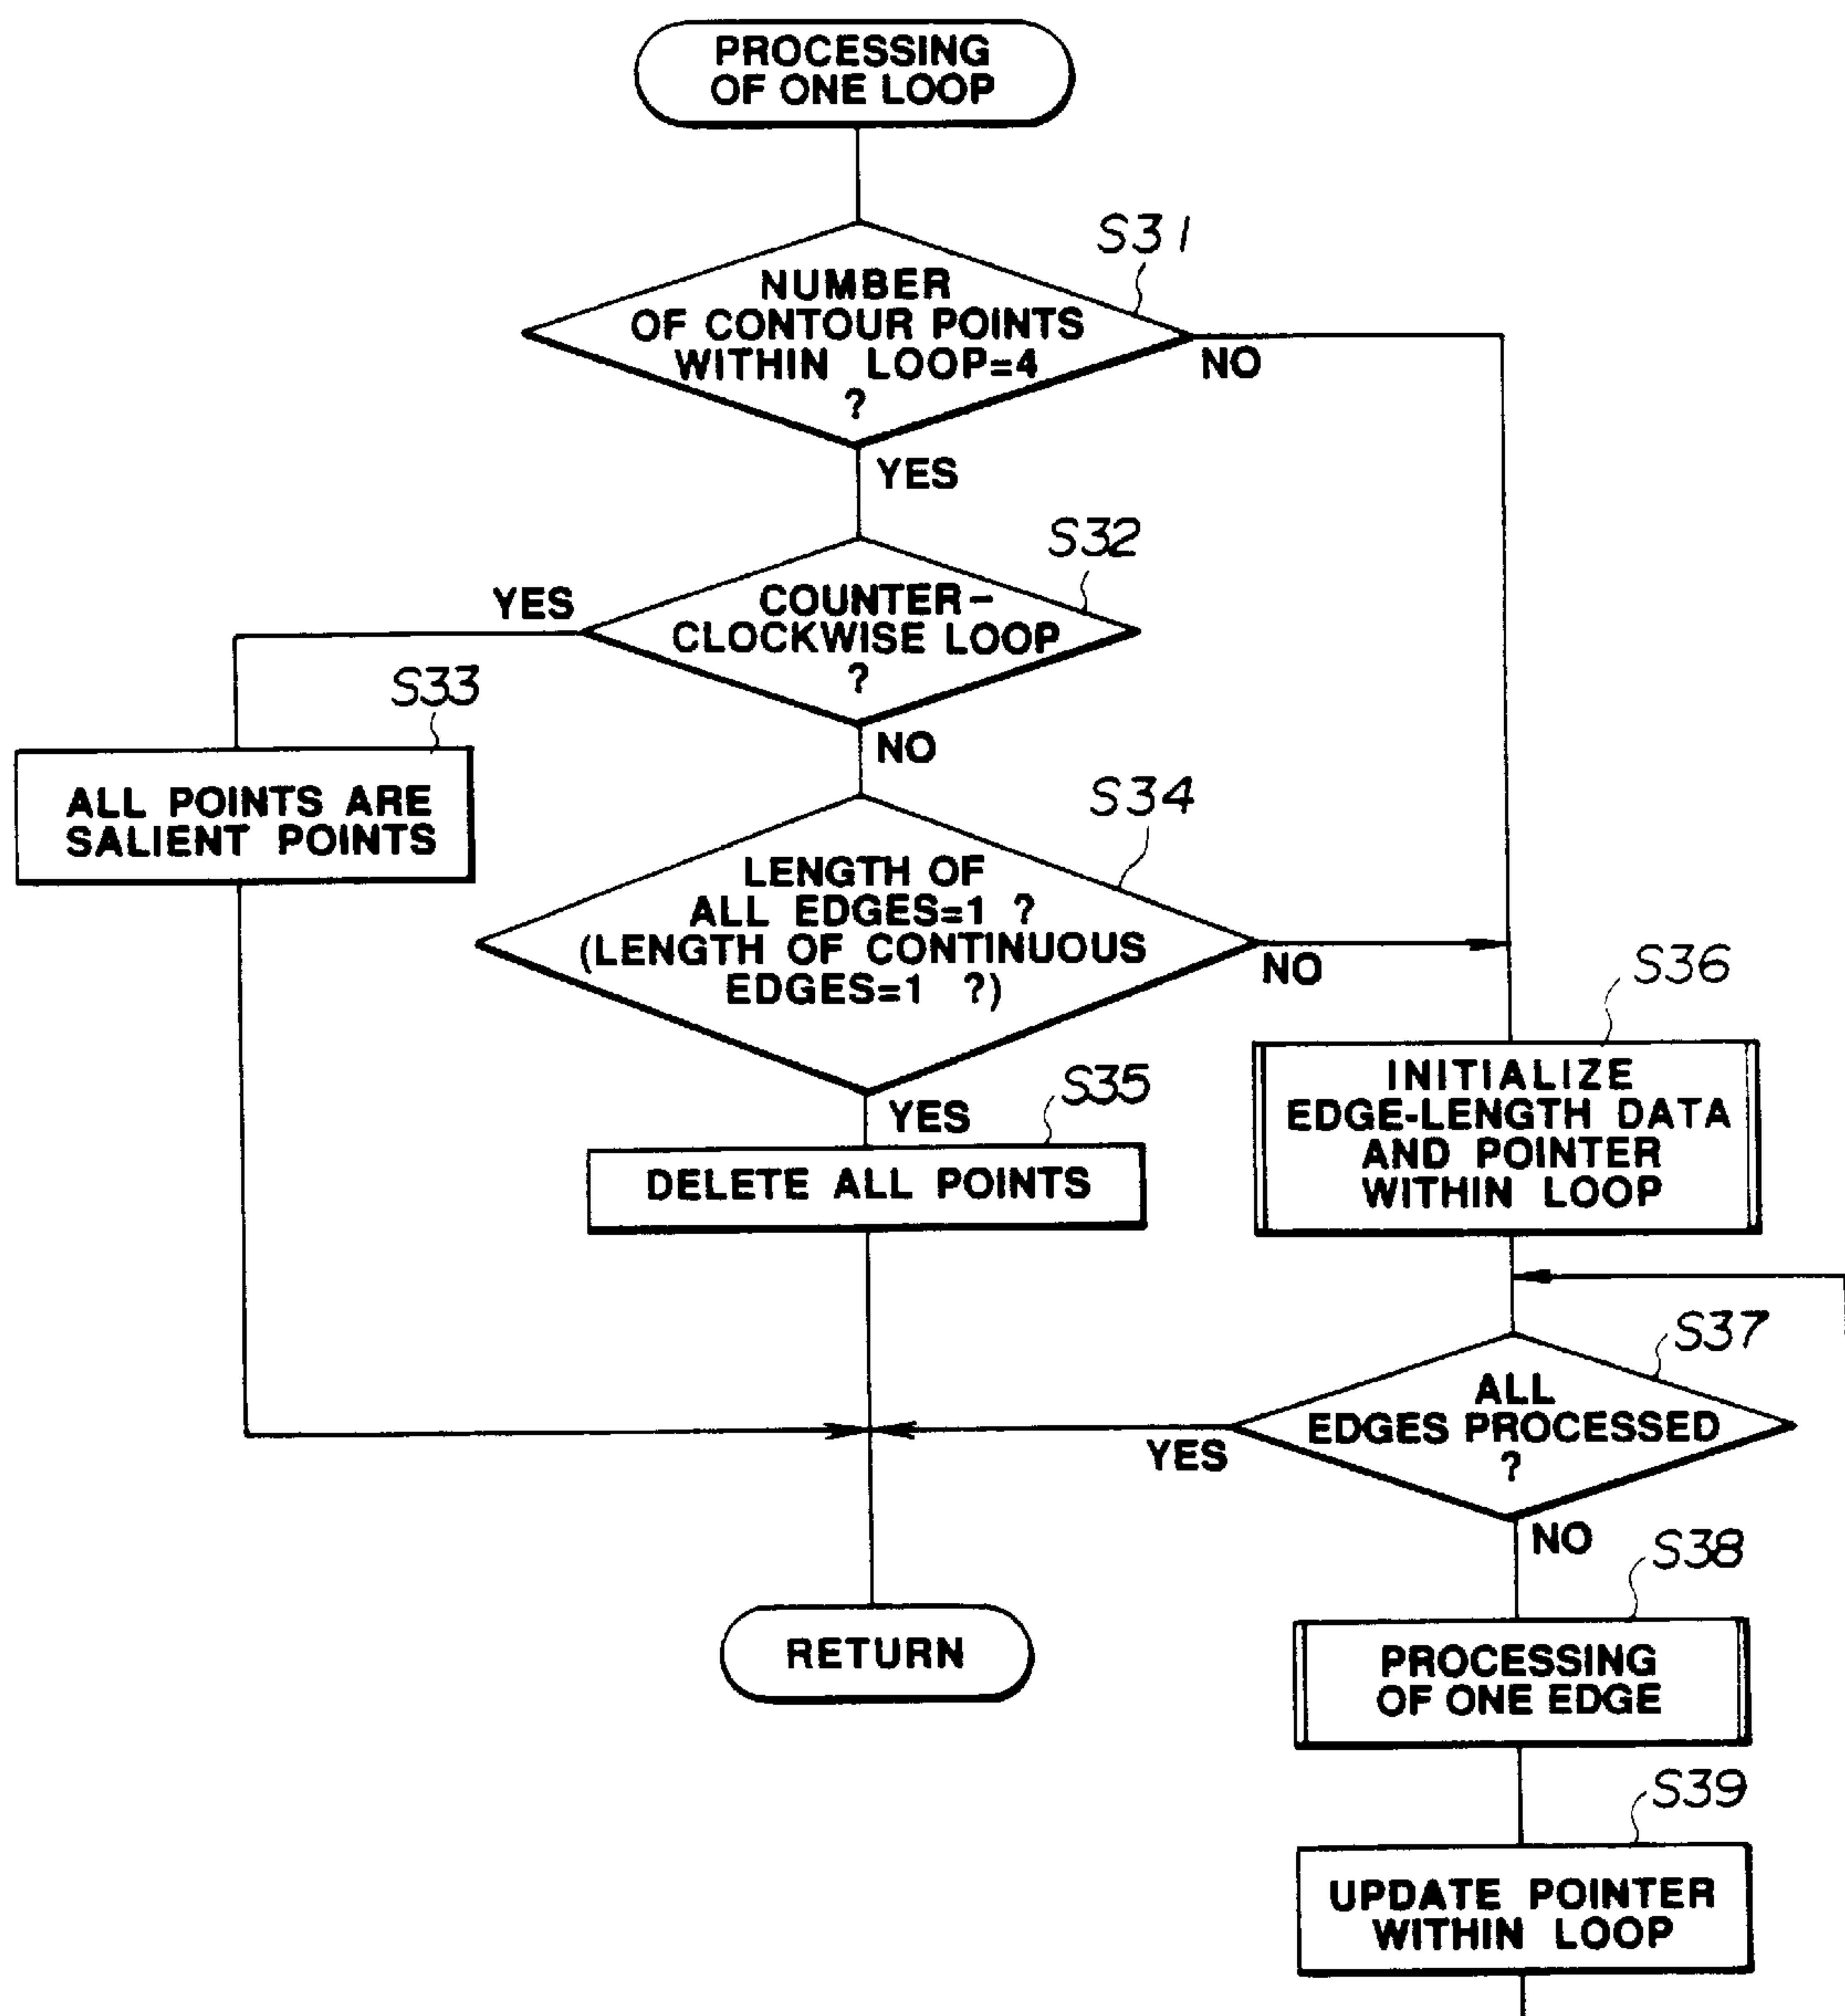 PROCESSING
OF ONE LOOP
S31
NUMBER
OF CONTOUR POINTS
WITHIN LOOP=4
?
NO
YES
S32
COUNTER-
CLOCKWISE LOOP
?
YES
NO
S33
ALL POINTS ARE
SALIENT POINTS
S34
LENGTH OF
ALL EDGES=1 ?
(LENGTH OF CONTINUOUS
EDGES=1 ?)
NO
YES
S35
DELETE ALL POINTS
S36
INITIALIZE
EDGE-LENGTH DATA
AND POINTER
WITHIN LOOP
S37
ALL
EDGES PROCESSED
?
YES
NO
RETURN
S38
PROCESSING
OF ONE EDGE
S39
UPDATE POINTER
WITHIN LOOP